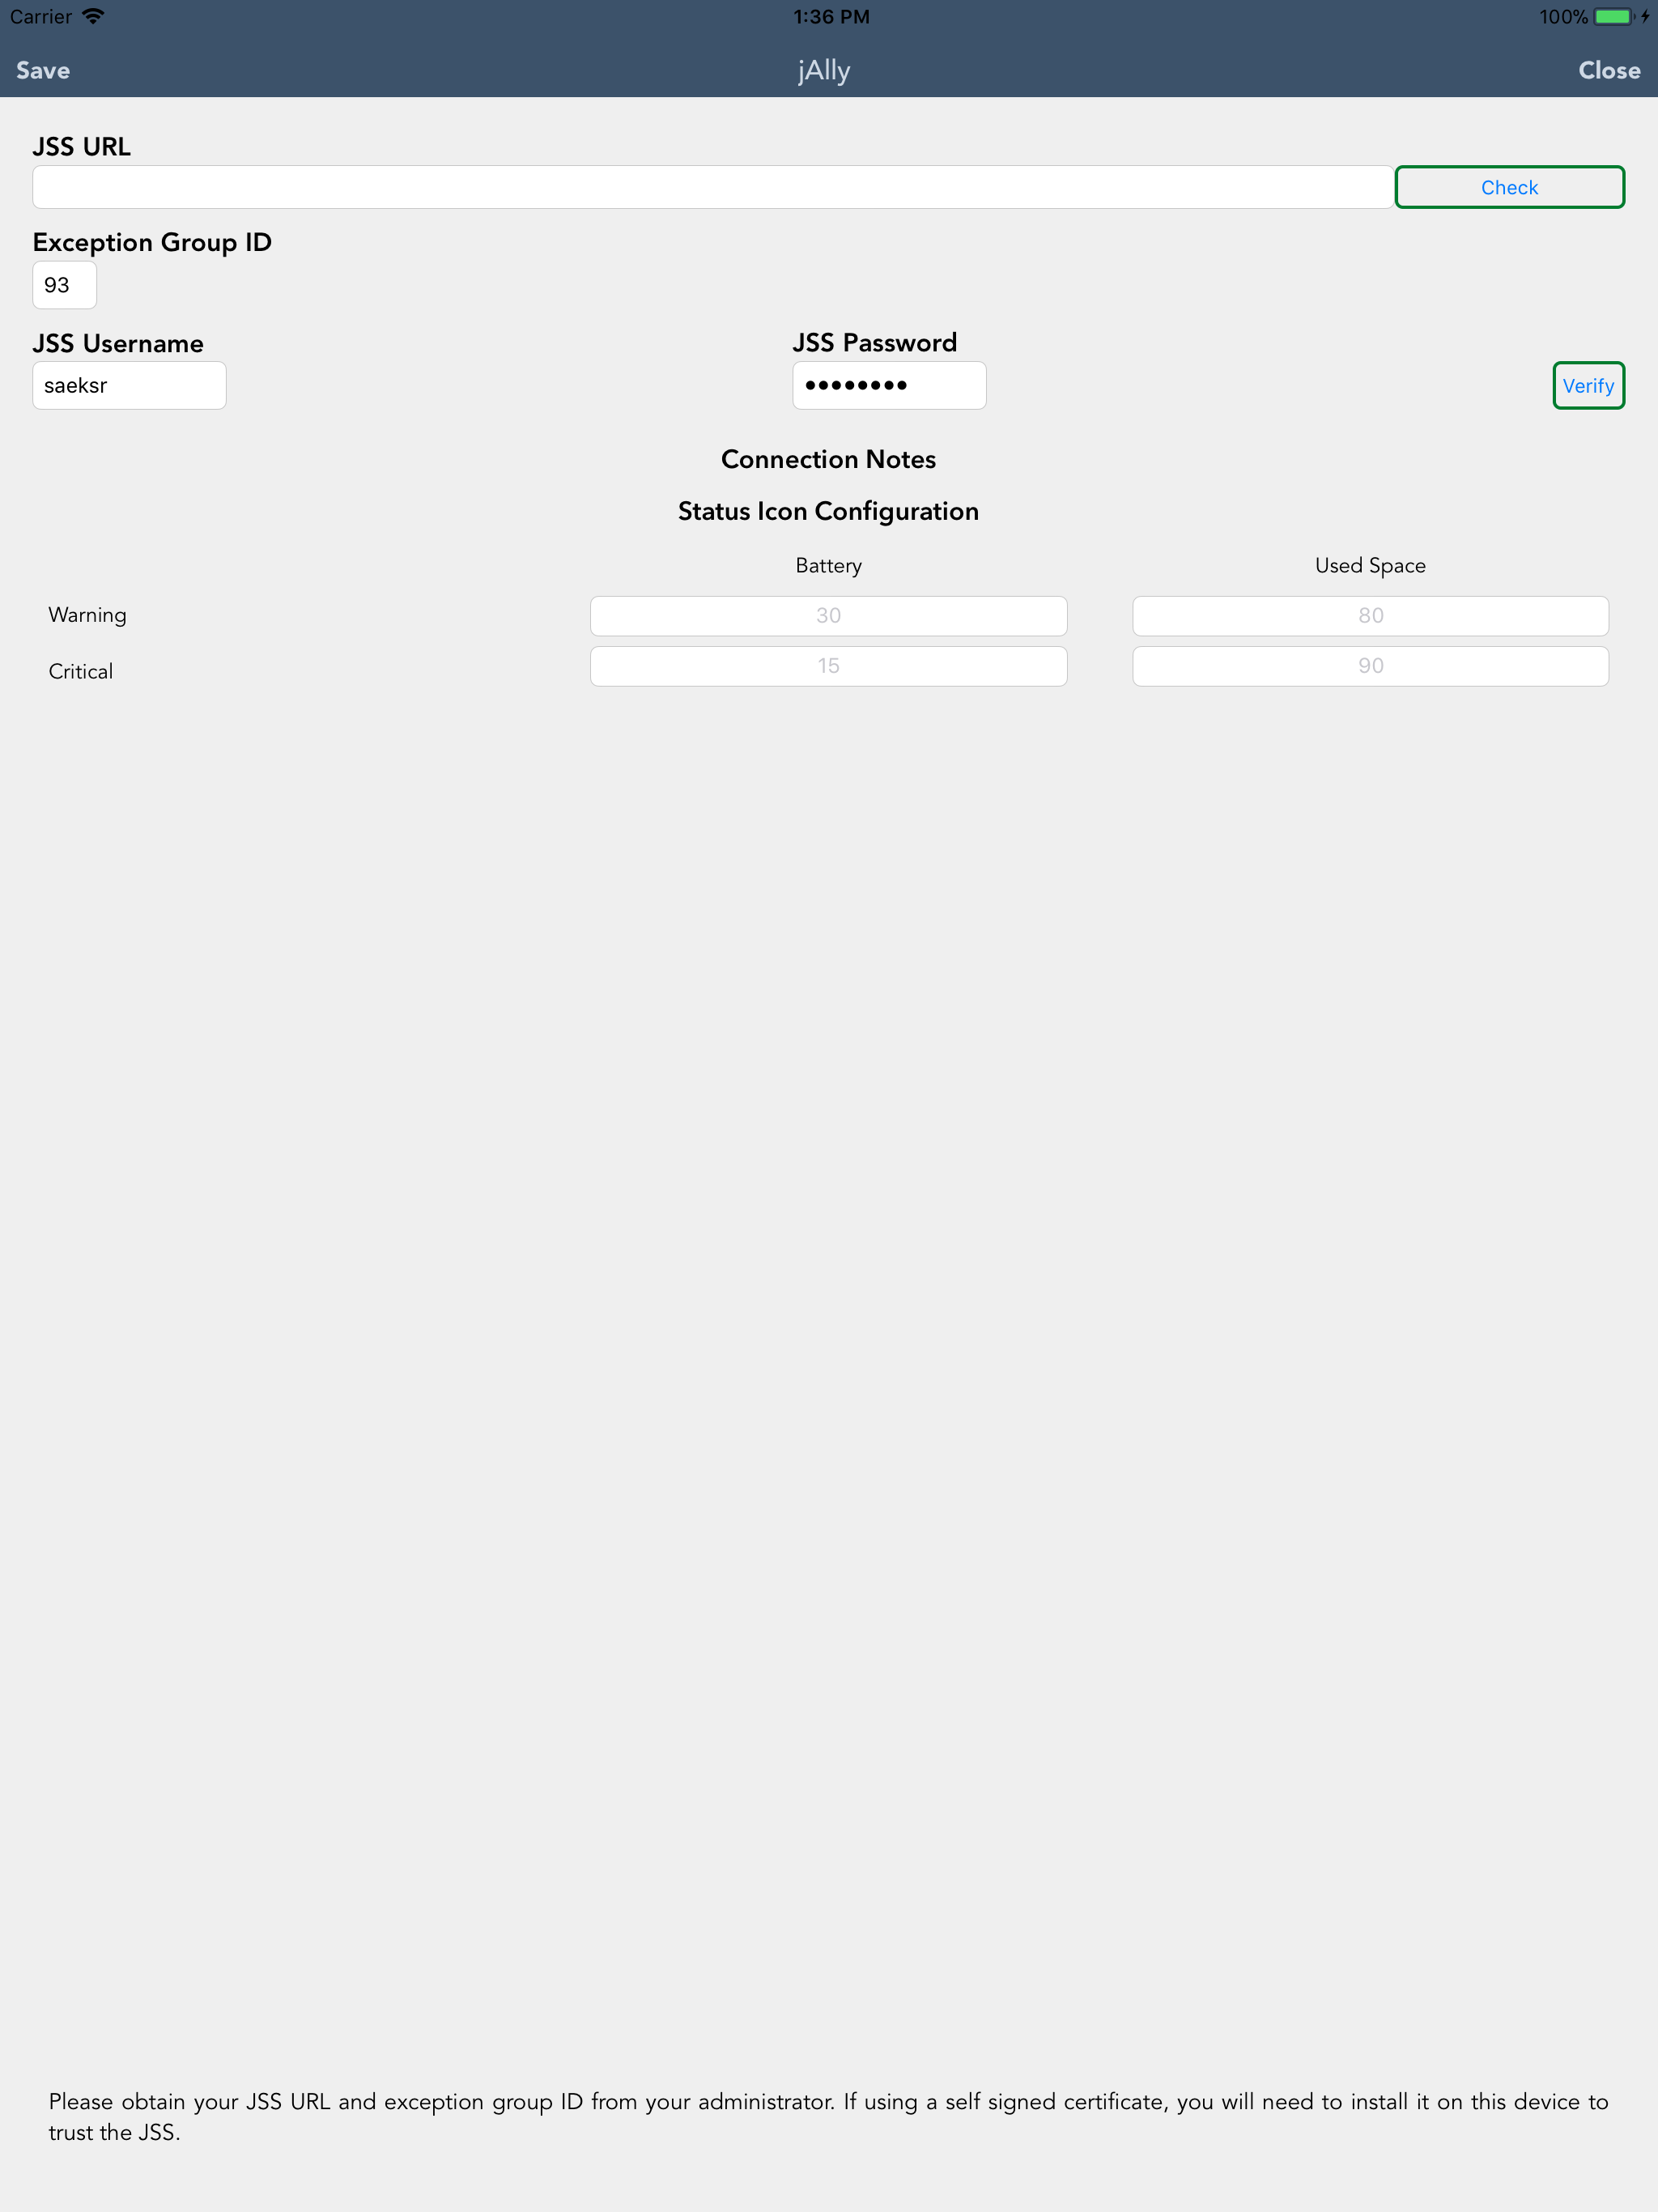 Carrier 1:36 PM 100%
Save jAlly Close
JSS URL
Check
Exception Group ID
93
JSS Username JSS Password
saeksr •••••••• Verify
Connection Notes
Status Icon Configuration
Battery Used Space
Warning 30 80
Critical 15 90
Please obtain your JSS URL and exception group ID from your administrator. If using a self signed certificate, you will need to install it on this device to
trust the JSS.